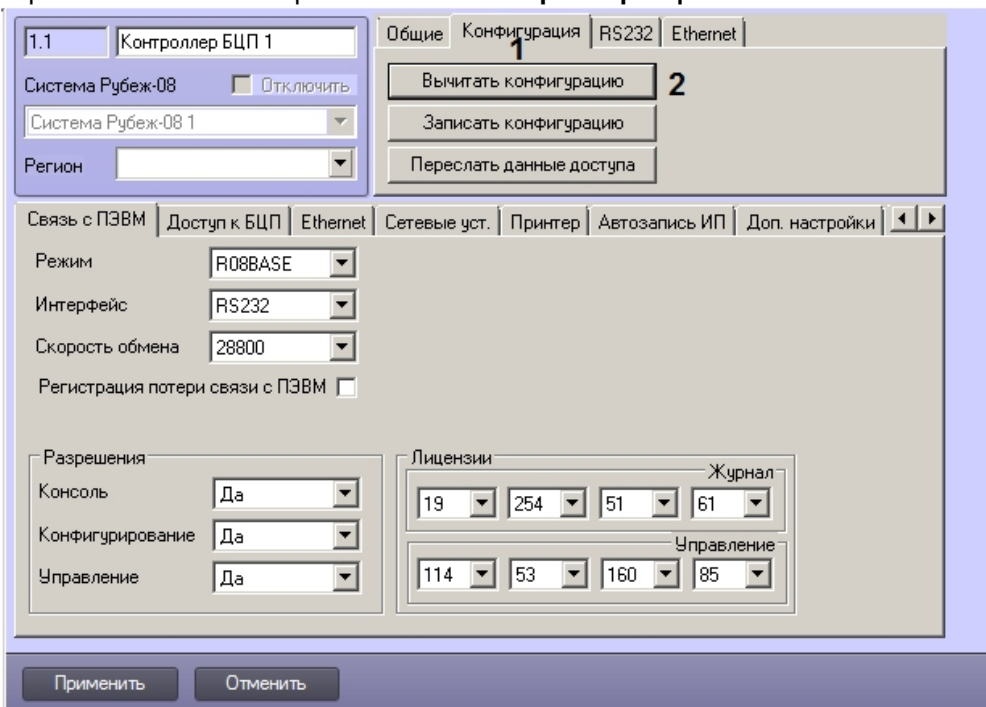 1.1 Контроллер БЦП 1
Система Рубеж-08 Отключить
Система Рубеж-08 1
Регион
Общие Конфигурация RS232 Ethernet
1
Вычитать конфигурацию 2
Записать конфигурацию
Переслать данные доступа
Связь с ПЭВМ Доступ к БЦП Ethernet Сетевые уст. Принтер Автозапись ИП Доп. настройки
Режим R08BASE
Интерфейс RS232
Скорость обмена 28800
Регистрация потери связи с ПЭВМ
Разрешения
Консоль Да
Конфигурирование Да
Управление Да
Лицензии
Журнал
19 254 51 61
Управление
114 53 160 85
Применить Отменить